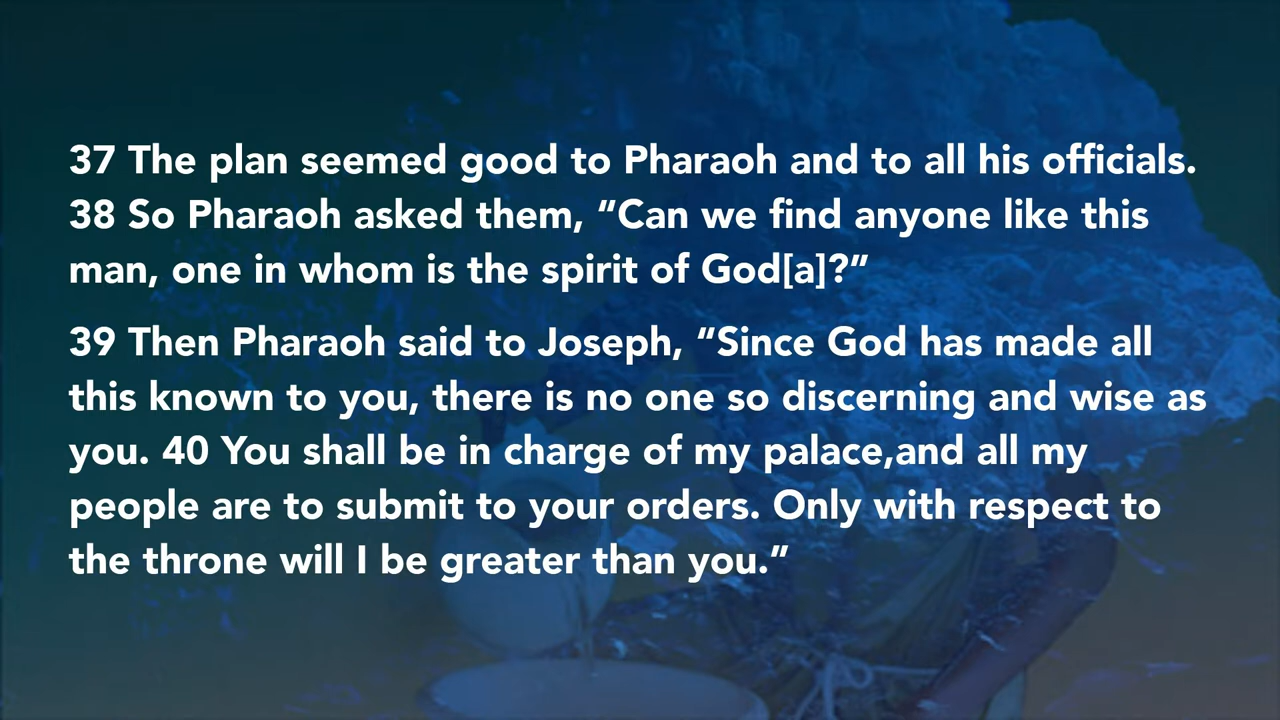 37 The plan seemed good to Pharaoh and to all his officials.
38 So Pharaoh asked them, “Can we find anyone like this
man, one in whom is the spirit of God[a]?”
39 Then Pharaoh said to Joseph, “Since God has made all
this known to you, there is no one so discerning and wise as
you. 40 You shall be in charge of my palace,and all my
people are to submit to your orders. Only with respect to
the throne will I be greater than you.”